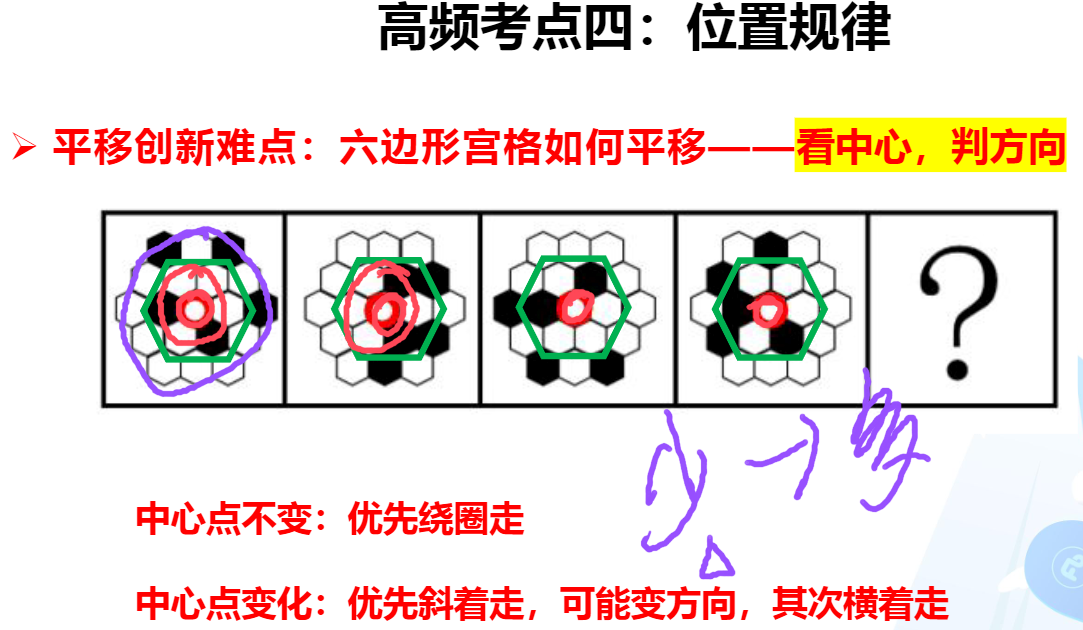 高频考点四：位置规律
➢ 平移创新难点：六边形宫格如何平移——看中心，判方向
?
中心点不变：优先绕圈走
中心点变化：优先斜着走，可能变方向，其次横着走